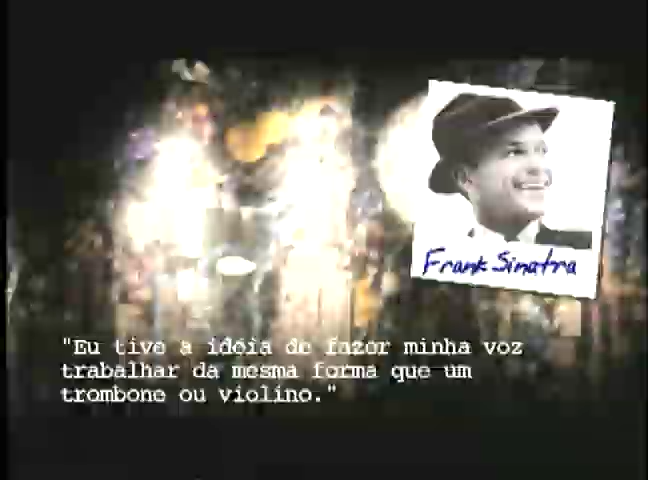 Frank Sinatra
"Eu tive a idéia de fazer minha voz
trabalhar da mesma forma que um
trombone ou violino."